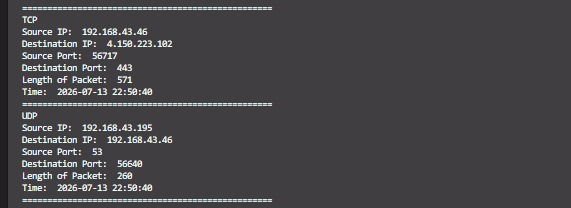 ==================================================
TCP
Source IP:  192.168.43.46
Destination IP:  4.150.223.102
Source Port:  56717
Destination Port:  443
Length of Packet:  571
Time:  2026-07-13 22:50:40
==================================================
UDP
Source IP:  192.168.43.195
Destination IP:  192.168.43.46
Source Port:  53
Destination Port:  56640
Length of Packet:  260
Time:  2026-07-13 22:50:40
==================================================